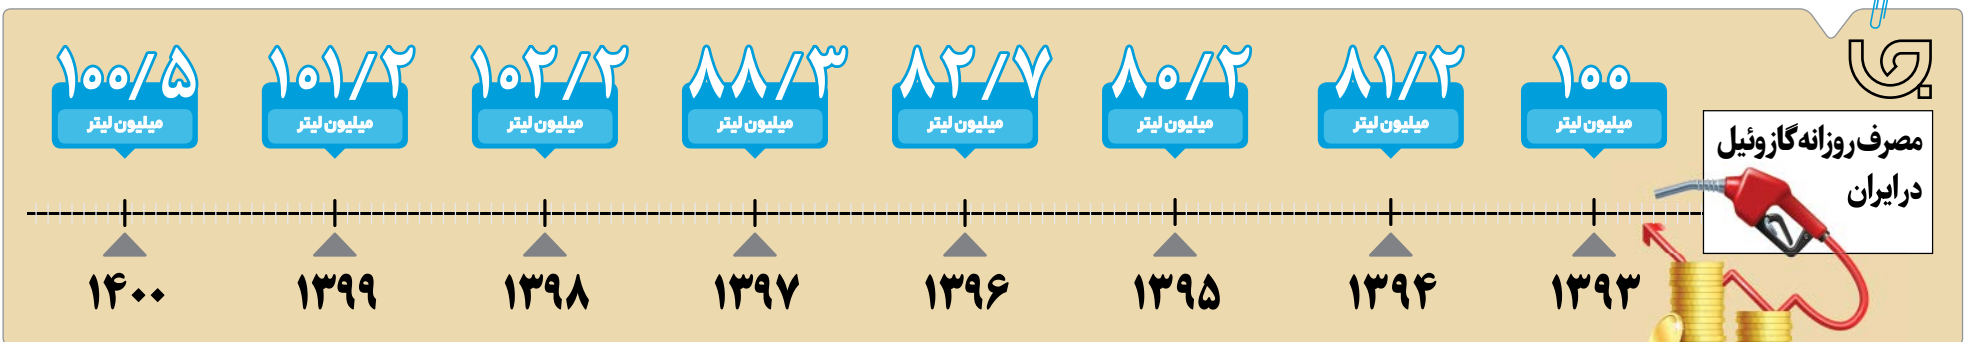 مصرف روزانه گازوئیل
در ایران
۱۰۰
میلیون لیتر
۱۳۹۳
۸۱/۲
میلیون لیتر
۱۳۹۴
۸۰/۲
میلیون لیتر
۱۳۹۵
۸۲/۷
میلیون لیتر
۱۳۹۶
۸۸/۳
میلیون لیتر
۱۳۹۷
۱۰۲/۲
میلیون لیتر
۱۳۹۸
۱۰۱/۲
میلیون لیتر
۱۳۹۹
۱۰۰/۵
میلیون لیتر
۱۴۰۰